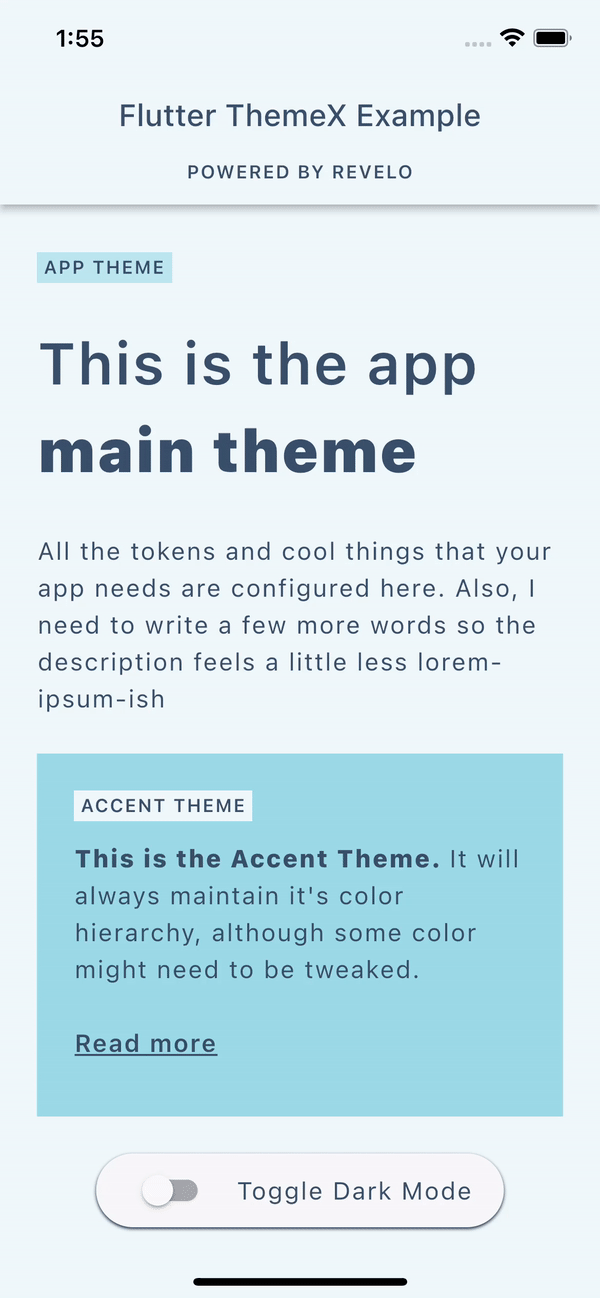 1:55
Flutter ThemeX Example
POWERED BY REVELO
APP THEME
This is the app
main theme
All the tokens and cool things that your
app needs are configured here. Also, I
need to write a few more words so the
description feels a little less lorem-
ipsum-ish
ACCENT THEME
This is the Accent Theme. It will
always maintain it's color
hierarchy, although some color
might need to be tweaked.
Read more
Toggle Dark Mode